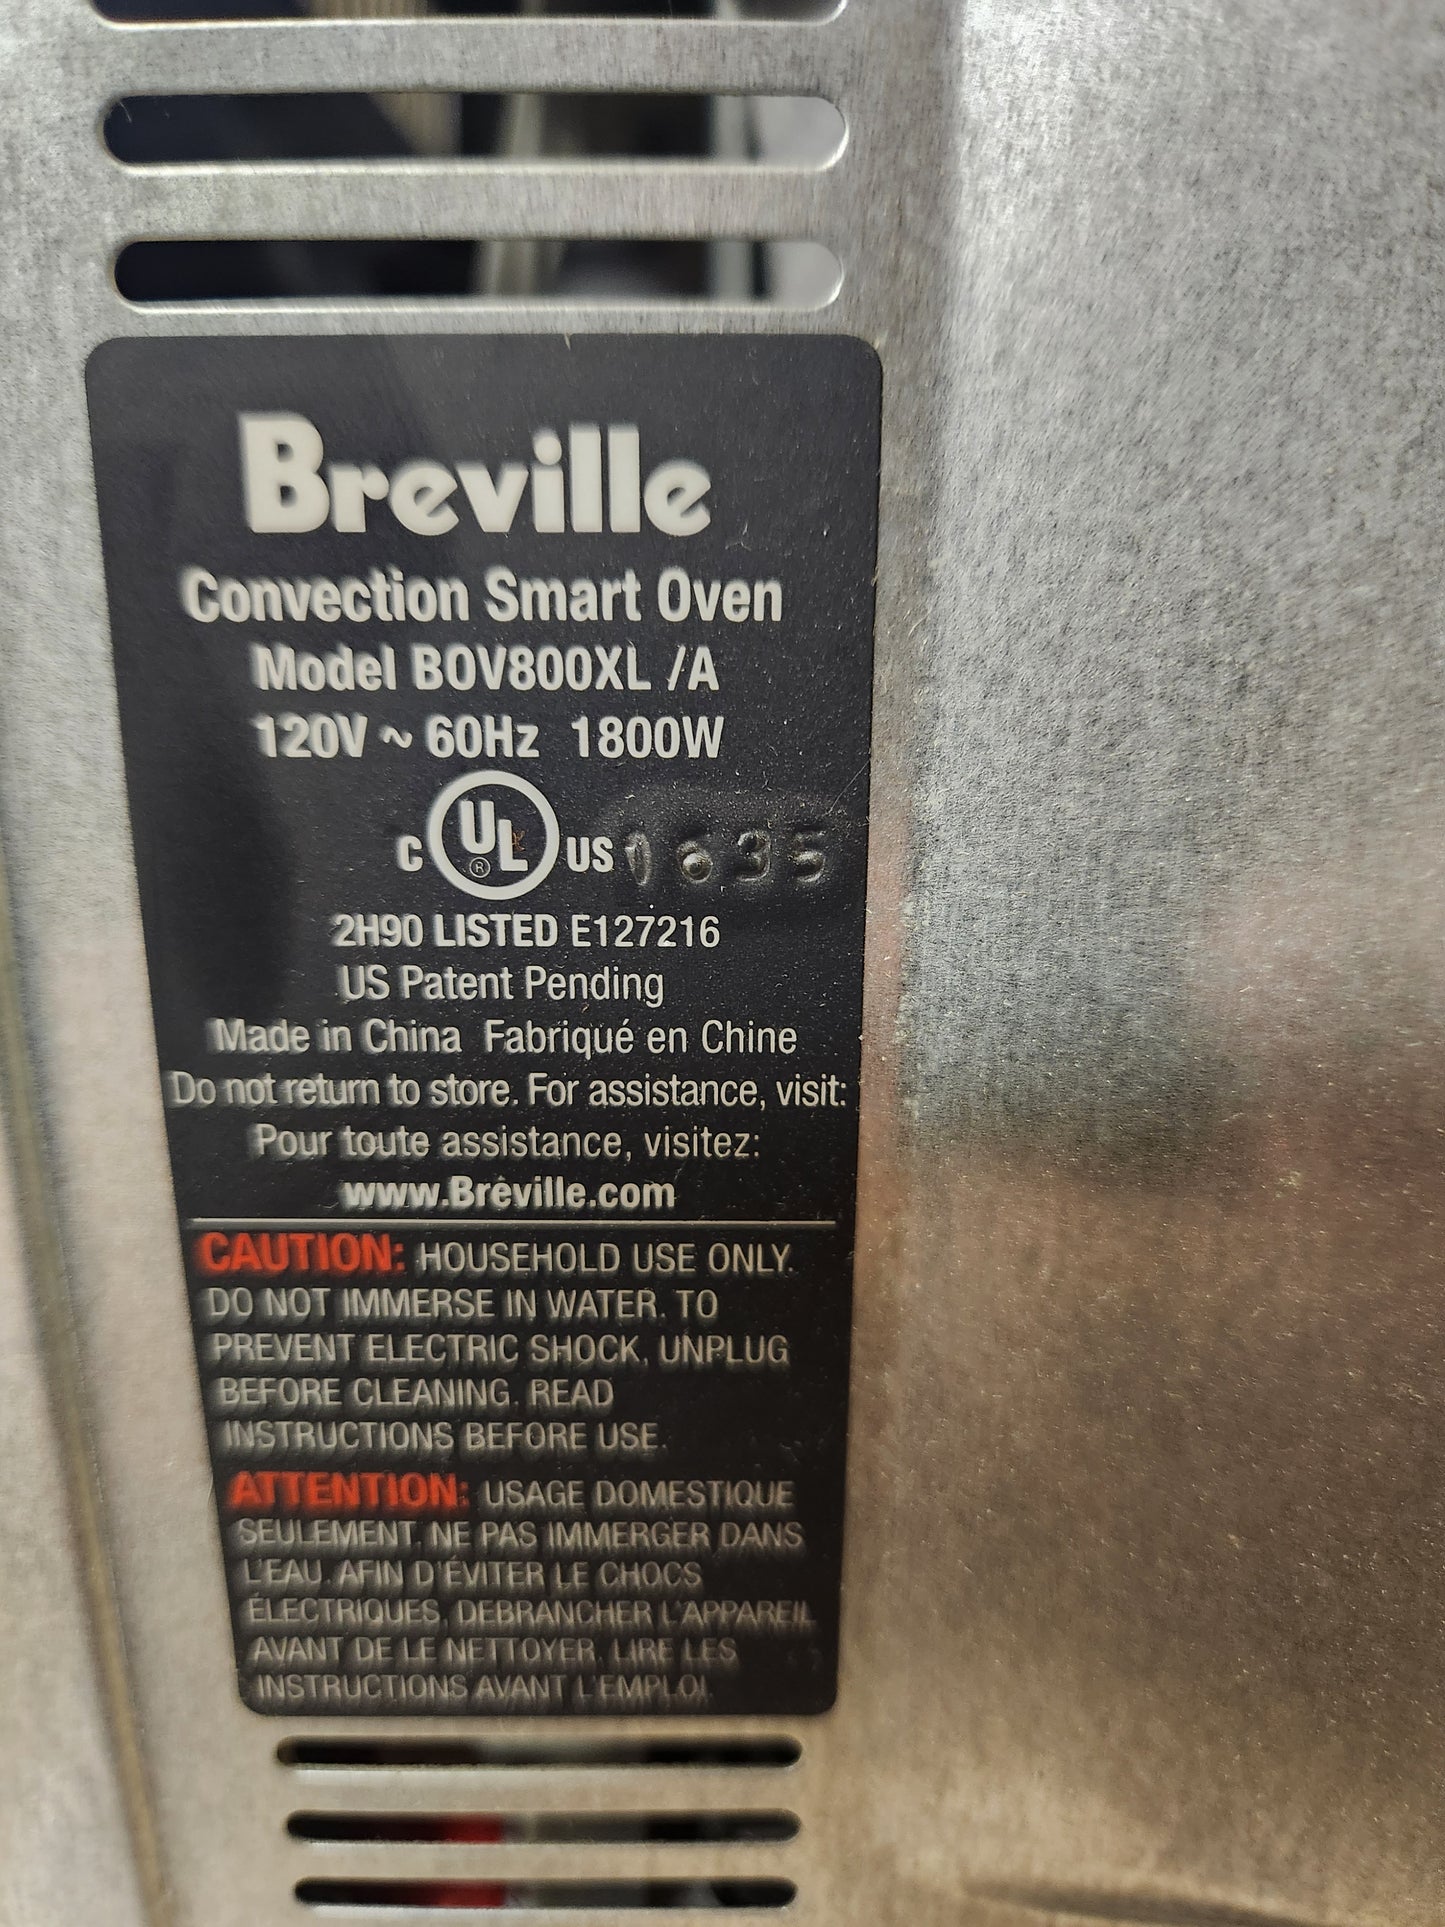 Breville
Convection Smart Oven
Model BOV800XL /A
120V ~ 60Hz 1800W
C UL ® US 1635
2H90 LISTED E127216
US Patent Pending
Made in China Fabriqué en Chine
Do not return to store. For assistance, visit:
Pour toute assistance, visitez:
www.Breville.com
CAUTION: HOUSEHOLD USE ONLY.
DO NOT IMMERSE IN WATER. TO
PREVENT ELECTRIC SHOCK, UNPLUG
BEFORE CLEANING. READ
INSTRUCTIONS BEFORE USE.
ATTENTION: USAGE DOMESTIQUE
SEULEMENT. NE PAS IMMERGER DANS
L'EAU. AFIN D'ÉVITER LE CHOCS
ÉLECTRIQUES, DEBRANCHER L'APPAREIL
AVANT DE LE NETTOYER. LIRE LES
INSTRUCTIONS AVANT L'EMPLOI.